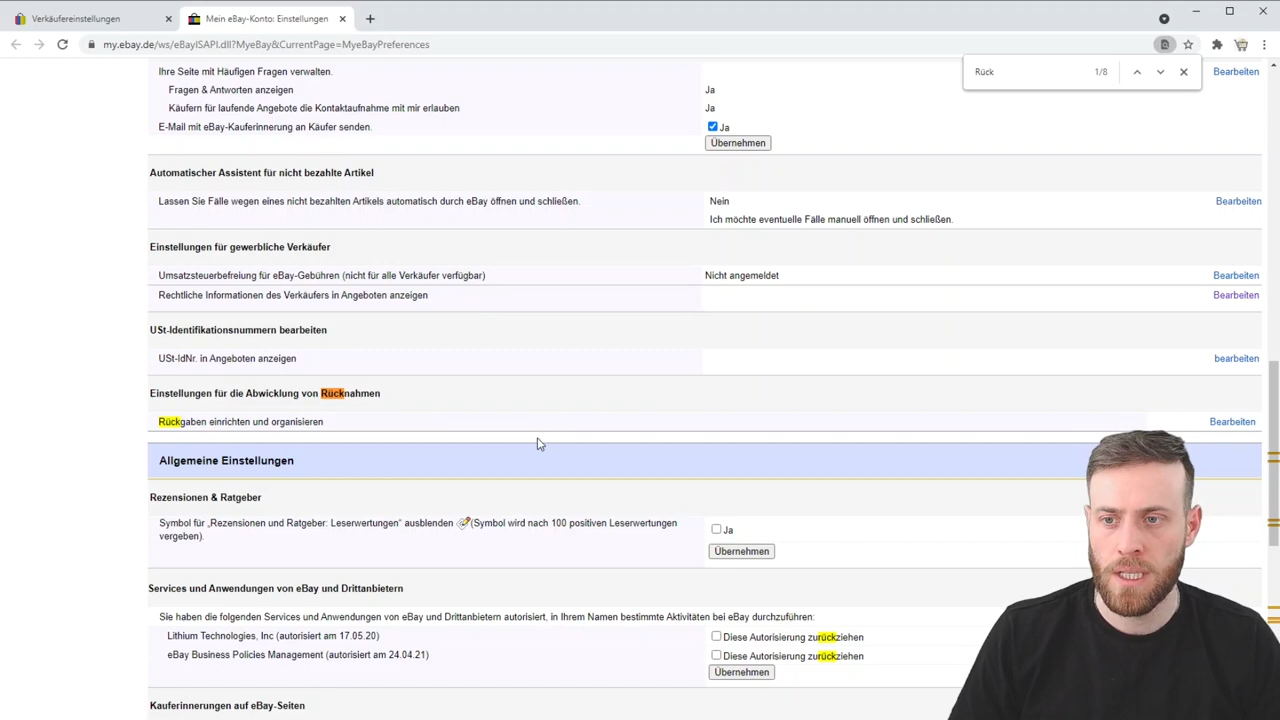 Verkäufereinstellungen
Mein eBay-Konto: Einstellungen
my.ebay.de/ws/eBayISAPI.dll?MyeBay&CurrentPage=MyeBayPreferences
Rück 1/8
Ihre Seite mit Häufigen Fragen verwalten. Bearbeiten
Fragen & Antworten anzeigen Ja
Käufern für laufende Angebote die Kontaktaufnahme mit mir erlauben Ja
E-Mail mit eBay-Kauferinnerung an Käufer senden. Ja
Übernehmen
Automatischer Assistent für nicht bezahlte Artikel
Lassen Sie Fälle wegen eines nicht bezahlten Artikels automatisch durch eBay öffnen und schließen. Nein Bearbeiten
Ich möchte eventuelle Fälle manuell öffnen und schließen.
Einstellungen für gewerbliche Verkäufer
Umsatzsteuerbefreiung für eBay-Gebühren (nicht für alle Verkäufer verfügbar) Nicht angemeldet Bearbeiten
Rechtliche Informationen des Verkäufers in Angeboten anzeigen Bearbeiten
USt-Identifikationsnummern bearbeiten
USt-IdNr. in Angeboten anzeigen bearbeiten
Einstellungen für die Abwicklung von Rücknahmen
Rückgaben einrichten und organisieren Bearbeiten
Allgemeine Einstellungen
Rezensionen & Ratgeber
Symbol für „Rezensionen und Ratgeber: Leserwertungen“ ausblenden (Symbol wird nach 100 positiven Leserwertungen Ja
vergeben).
Übernehmen
Services und Anwendungen von eBay und Drittanbietern
Sie haben die folgenden Services und Anwendungen von eBay und Drittanbietern autorisiert, in Ihrem Namen bestimmte Aktivitäten bei eBay durchzuführen:
Lithium Technologies, Inc (autorisiert am 17.05.20) Diese Autorisierung zurückziehen
eBay Business Policies Management (autorisiert am 24.04.21) Diese Autorisierung zurückziehen
Übernehmen
Kauferinnerungen auf eBay-Seiten